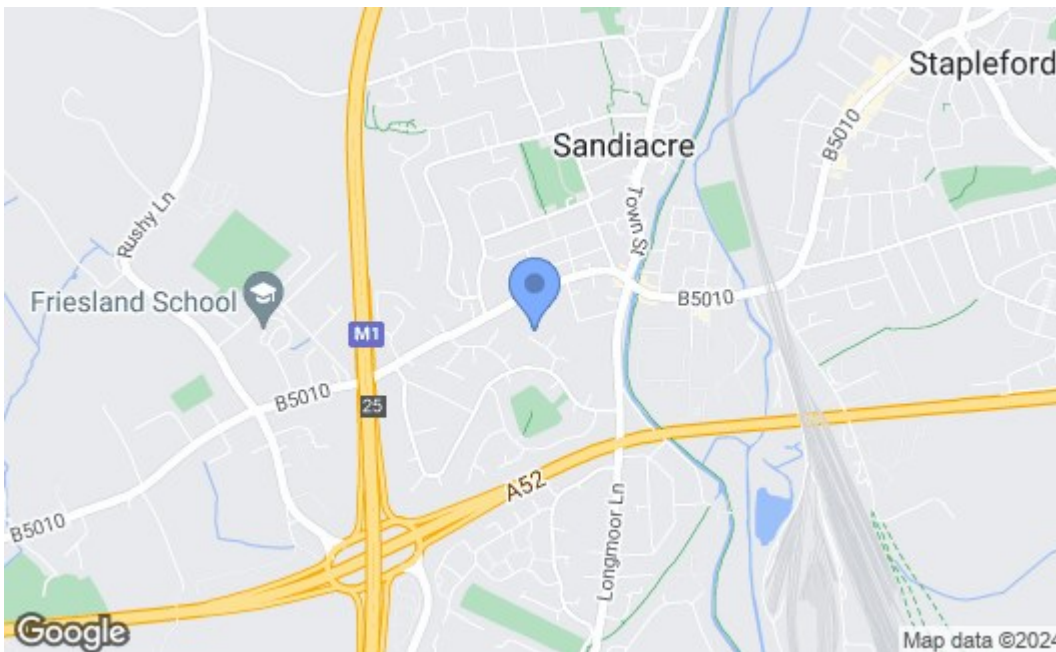 Stapleford
Sandiacre
B5010
Rushy Ln
Town St
Friesland School
B5010
M1
B5010
25
A52
B5010
Longmoor Ln
Google
Map data ©2024